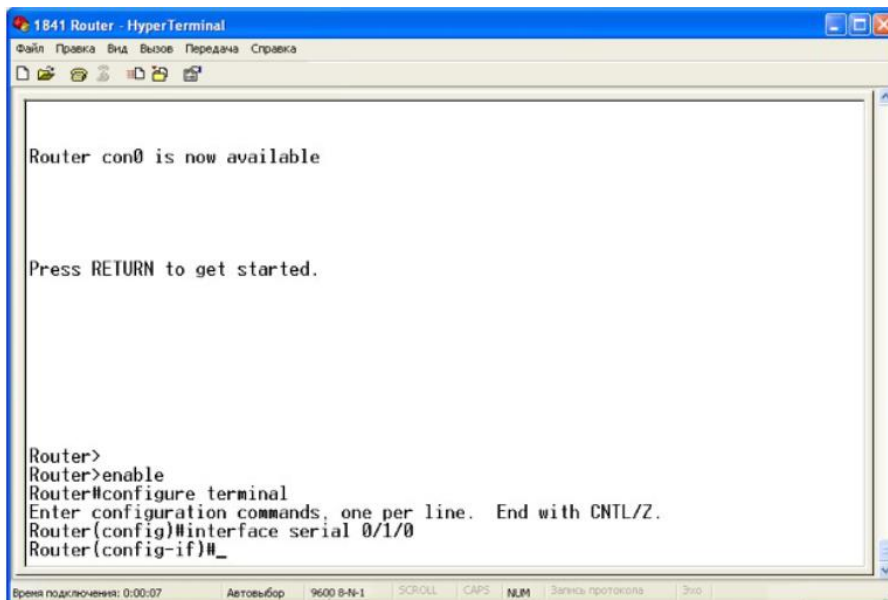 1841 Router - HyperTerminal
Файл Правка Вид Вызов Передача Справка
Router con0 is now available
Press RETURN to get started.
Router>
Router>enable
Router#configure terminal
Enter configuration commands, one per line.  End with CNTL/Z.
Router(config)#interface serial 0/1/0
Router(config-if)#_
Время подключения: 0:00:07 Автовыбор 9600 8-N-1 SCROLL CAPS NUM Запись протокола Эхо